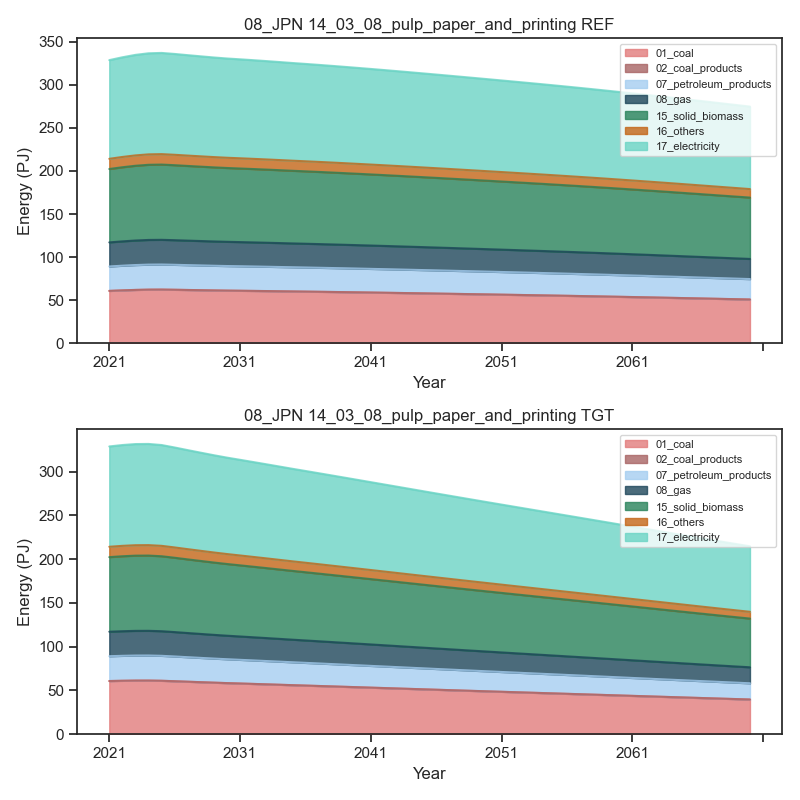 08_JPN 14_03_08_pulp_paper_and_printing REF
350
300
250
200
150
100
50
0
Energy (PJ)
01_coal
02_coal_products
07_petroleum_products
08_gas
15_solid_biomass
16_others
17_electricity
2021 2031 2041 2051 2061
Year
08_JPN 14_03_08_pulp_paper_and_printing TGT
300
250
200
150
100
50
0
Energy (PJ)
01_coal
02_coal_products
07_petroleum_products
08_gas
15_solid_biomass
16_others
17_electricity
2021 2031 2041 2051 2061
Year